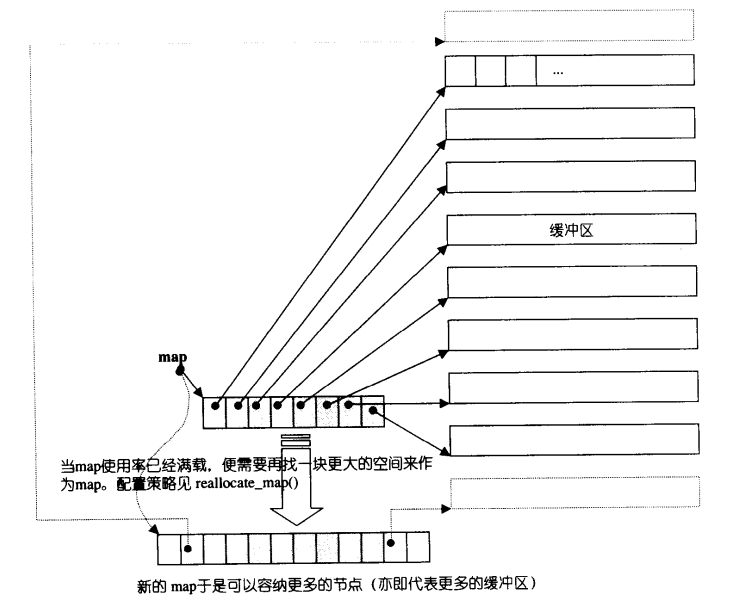 ...
缓冲区
map
当map使用率已经满载，便需要再找一块更大的空间来作
为map。配置策略见 reallocate_map()
新的 map于是可以容纳更多的节点（亦即代表更多的缓冲区）